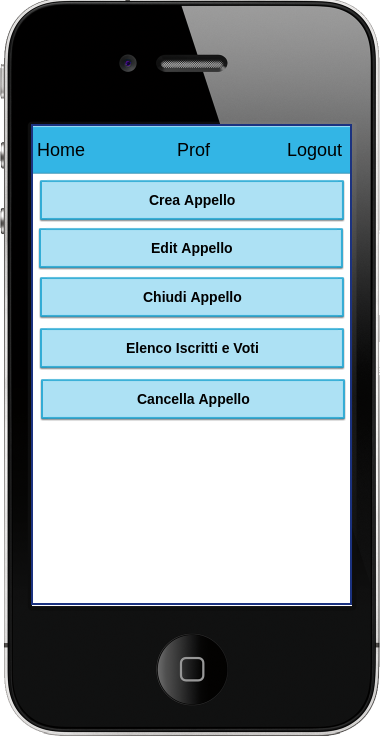 Home Prof Logout
Crea Appello
Edit Appello
Chiudi Appello
Elenco Iscritti e Voti
Cancella Appello